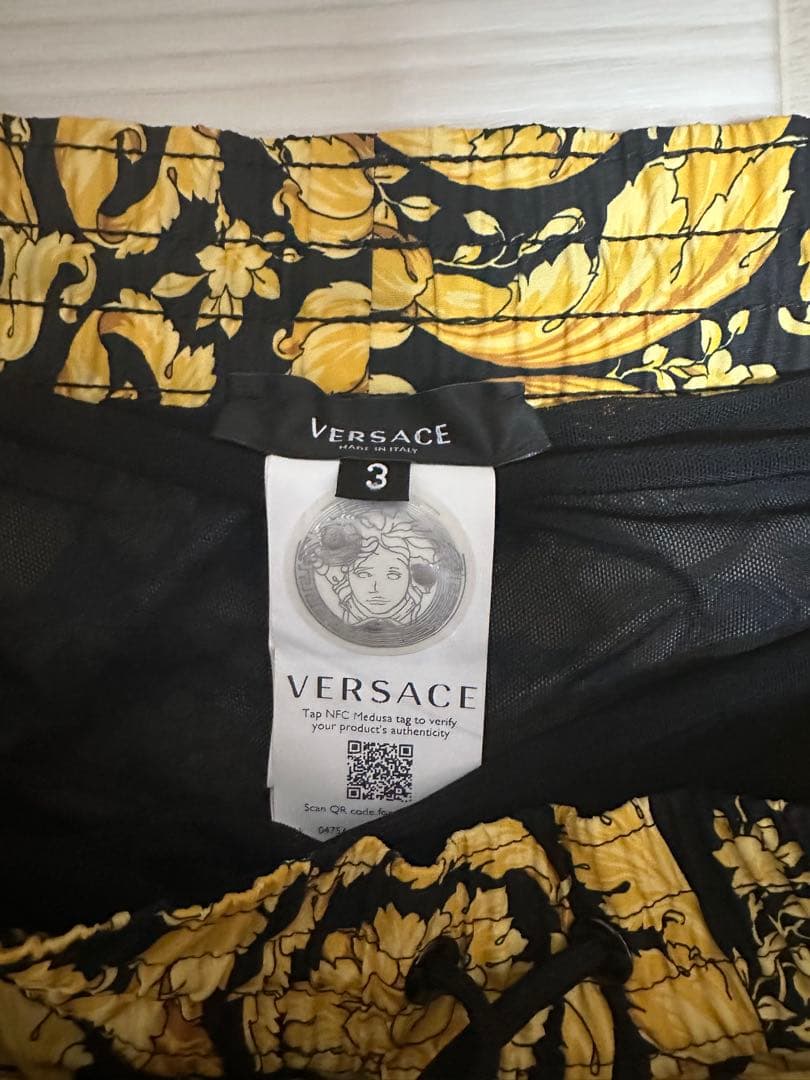 VERSACE
MADE IN ITALY
3
VERSACE
Tap NFC Medusa tag to verify
your product's authenticity
Scan QR code for